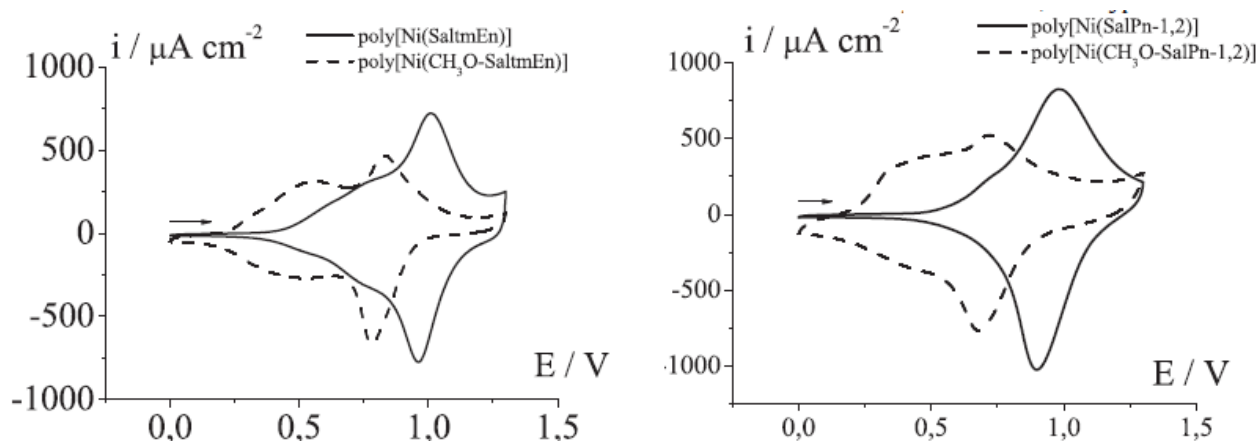 i / μA cm⁻²
poly[Ni(SaltmEn)]
poly[Ni(CH₃O-SaltmEn)]
1000
500
0
-500
-1000
E / V
0,0 0,5 1,0 1,5
i / μA cm⁻²
poly[Ni(SalPn-1,2)]
poly[Ni(CH₃O-SalPn-1,2)]
1000
500
0
-500
-1000
E / V
0,0 0,5 1,0 1,5